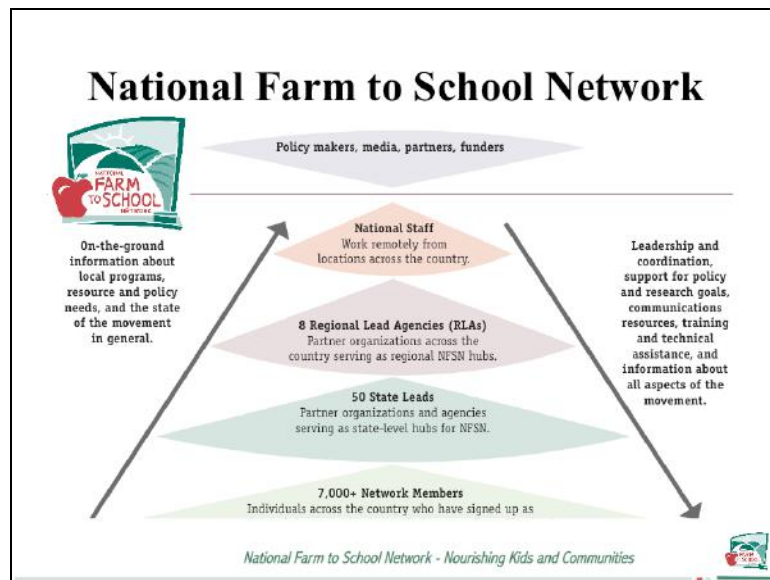 National Farm to School Network
NATIONAL
FARM
TO SCHOOL
NETWORK
Policy makers, media, partners, funders
On-the-ground
information about
local programs,
resource and policy
needs, and the state
of the movement
in general.
National Staff
Work remotely from
locations across the country.
8 Regional Lead Agencies (RLAs)
Partner organizations across the
country serving as regional NFSN hubs.
50 State Leads
Partner organizations and agencies
serving as state-level hubs for NFSN.
7,000+ Network Members
Individuals across the country who have signed up as
Leadership and
coordination,
support for policy
and research goals,
communications
resources, training
and technical
assistance, and
information about
all aspects of the
movement.
National Farm to School Network - Nourishing Kids and Communities